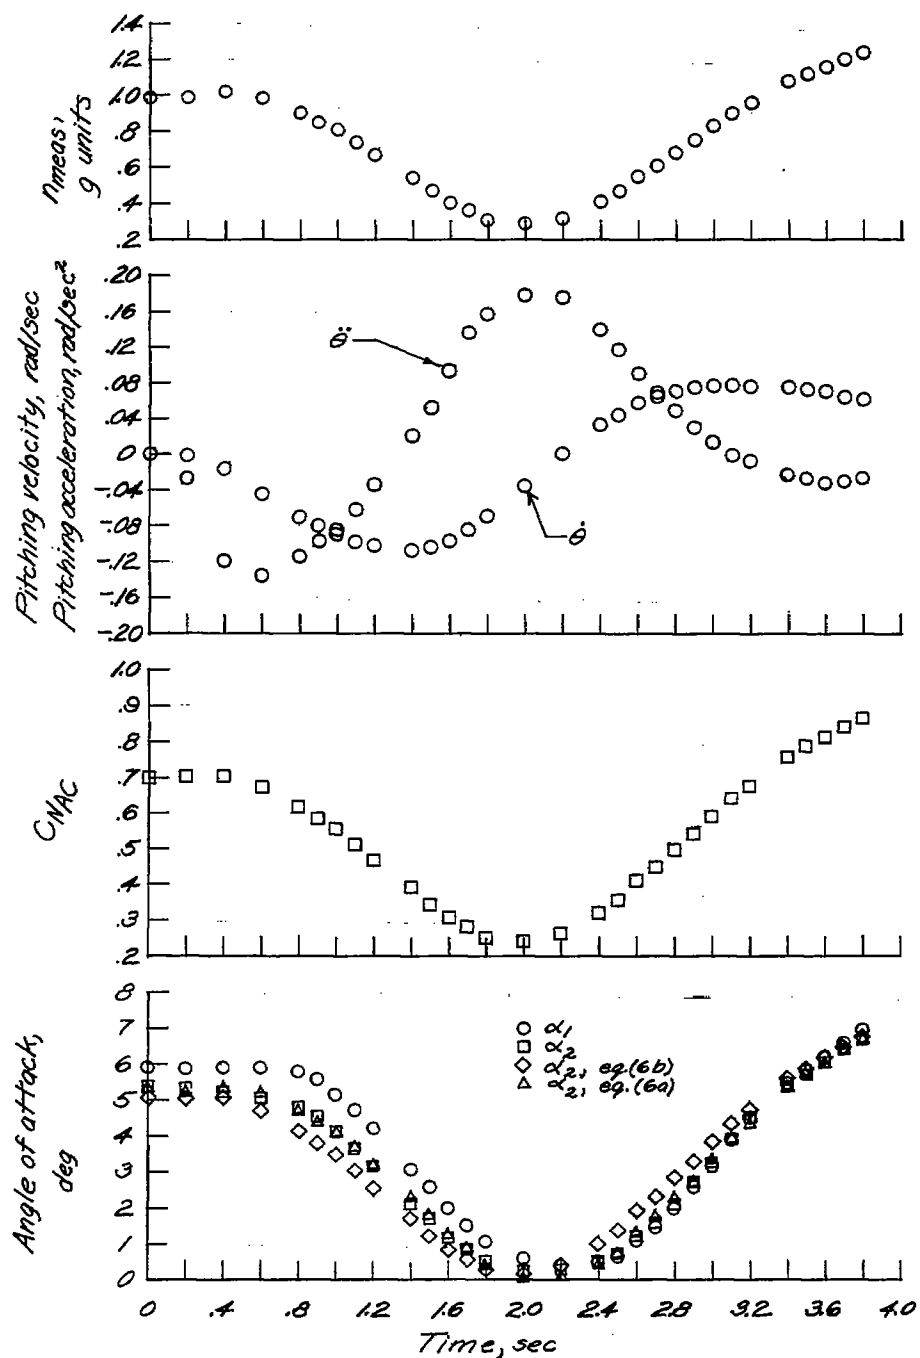 1.4
1.2
1.0
.8
.6
.4
.2
nmeas,
g units
.20
.16
.12
.08
.04
0
-.04
-.08
-.12
-.16
-.20
Pitching velocity, rad/sec
Pitching acceleration, rad/sec²
θ̈
θ̇
1.0
.9
.8
.7
.6
.5
.4
.3
.2
CNAC
8
7
6
5
4
3
2
1
0
Angle of attack,
deg
α1
α2
α2, eq.(6b)
α2, eq.(6a)
0 .4 .8 1.2 1.6 2.0 2.4 2.8 3.2 3.6 4.0
Time, sec